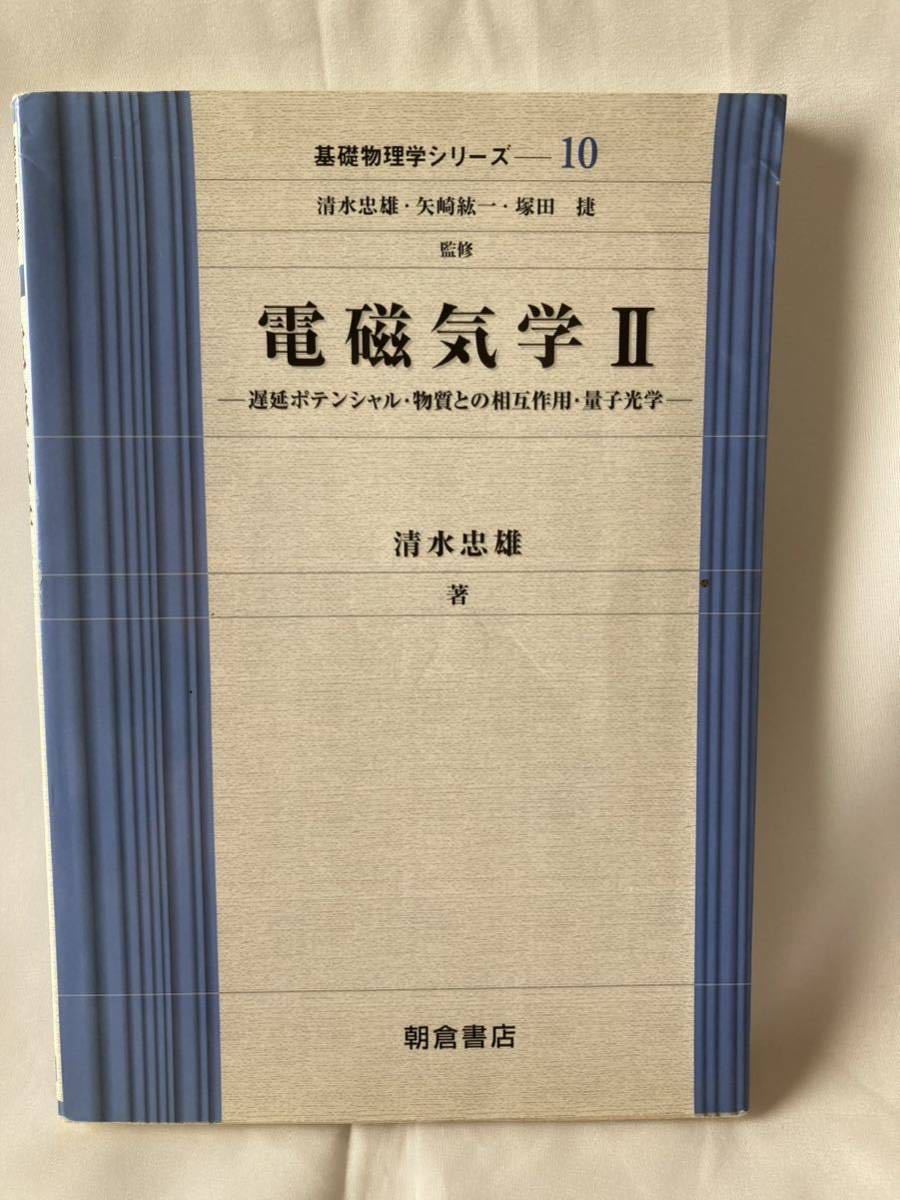 基礎物理学シリーズ—10
清水忠雄・矢崎紘一・塚田 捷
監修
電磁気学Ⅱ
—遅延ポテンシャル・物質との相互作用・量子光学—
清水忠雄
著
朝倉書店